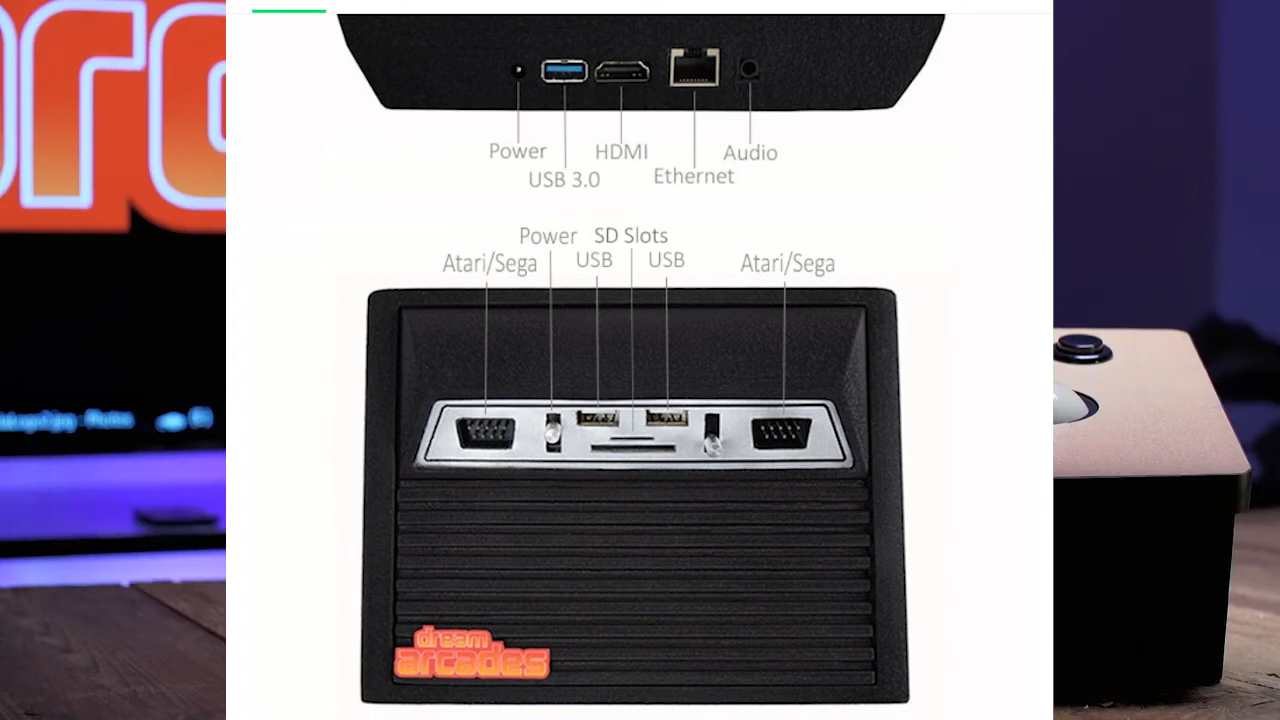 Power
HDMI
Audio
USB 3.0
Ethernet
Power
SD Slots
Atari/Sega
USB
USB
Atari/Sega
dream
arcades